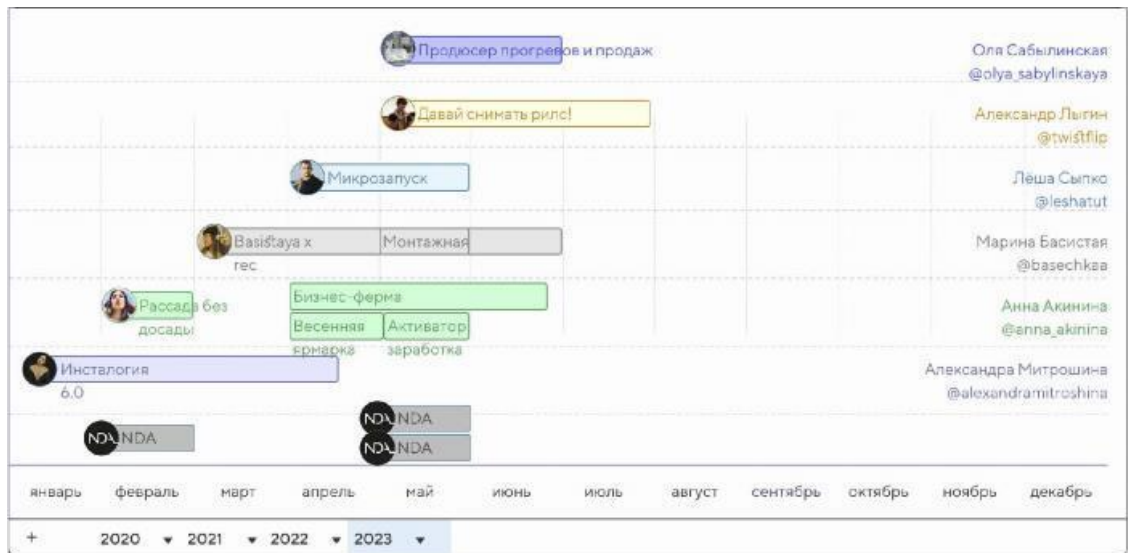 Продюсер прогревов и продаж
Оля Сабылинская
@olya_sabylinskaya
Давай снимать рилс!
Александр Лыгин
@twistflip
Микрозапуск
Лёша Сыпко
@leshatut
Basistaya x
rec
Монтажная
Марина Басистая
@basechkaa
Рассада без
досады
Бизнес-ферма
Весенняя
ярмарка
Активатор
заработка
Анна Акинина
@anna_akinina
Инсталогия
6.0
Александра Митрошина
@alexandramitroshina
NDA NDA
NDA NDA
NDA NDA
январь февраль март апрель май июнь июль август сентябрь октябрь ноябрь декабрь
+ 2020 ▼ 2021 ▼ 2022 ▼ 2023 ▼